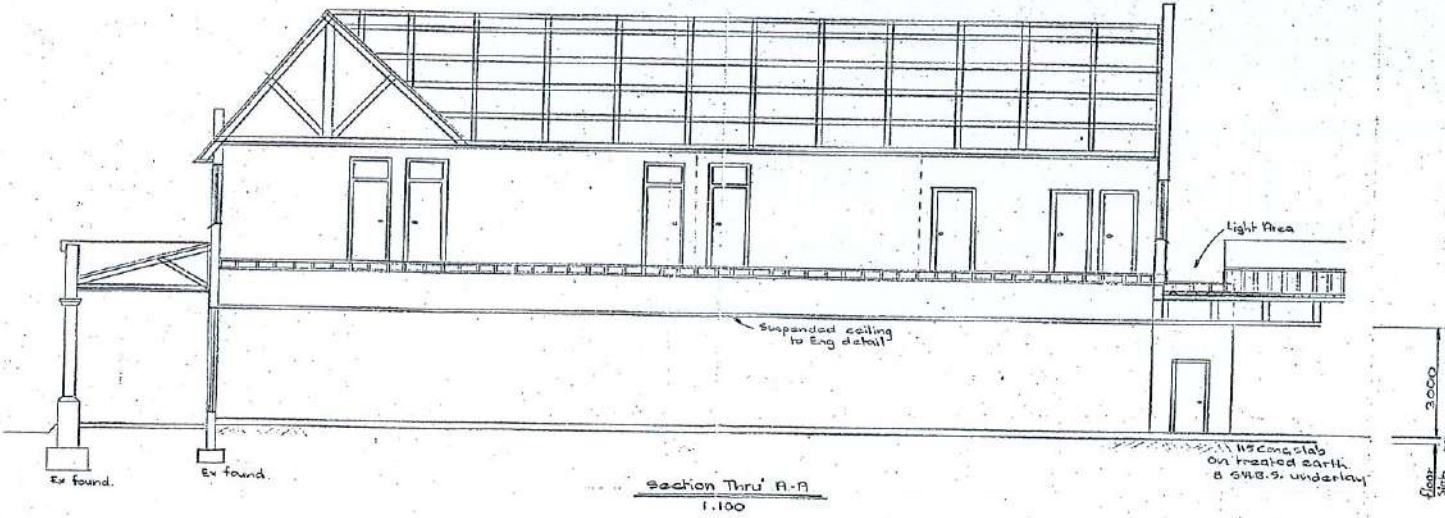 Light Area
Suspended ceiling
to Eng detail
3000
Ex found.
Ex found.
Section Thru' A-A
1:100
115 Conc slab
on treated earth
& S.W.B.S. underlay
floor